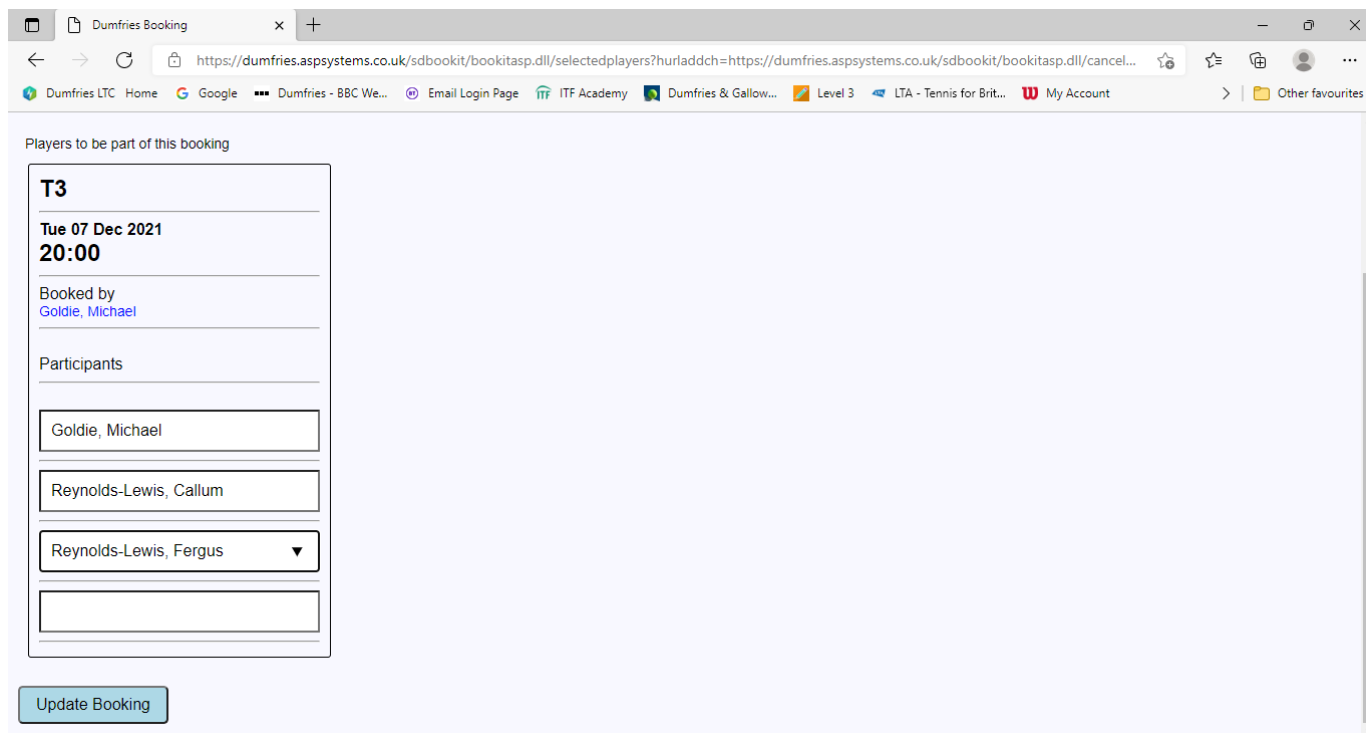 Dumfries Booking
https://dumfries.aspsystems.co.uk/sdbookit/bookitasp.dll/selectedplayers?hurladdch=https://dumfries.aspsystems.co.uk/sdbookit/bookitasp.dll/cancel...
Dumfries LTC Home Google Dumfries - BBC We... Email Login Page ITF Academy Dumfries & Gallow... Level 3 LTA - Tennis for Brit... My Account Other favourites
Players to be part of this booking
T3
Tue 07 Dec 2021
20:00
Booked by
Goldie, Michael
Participants
Goldie, Michael
Reynolds-Lewis, Callum
Reynolds-Lewis, Fergus
Update Booking